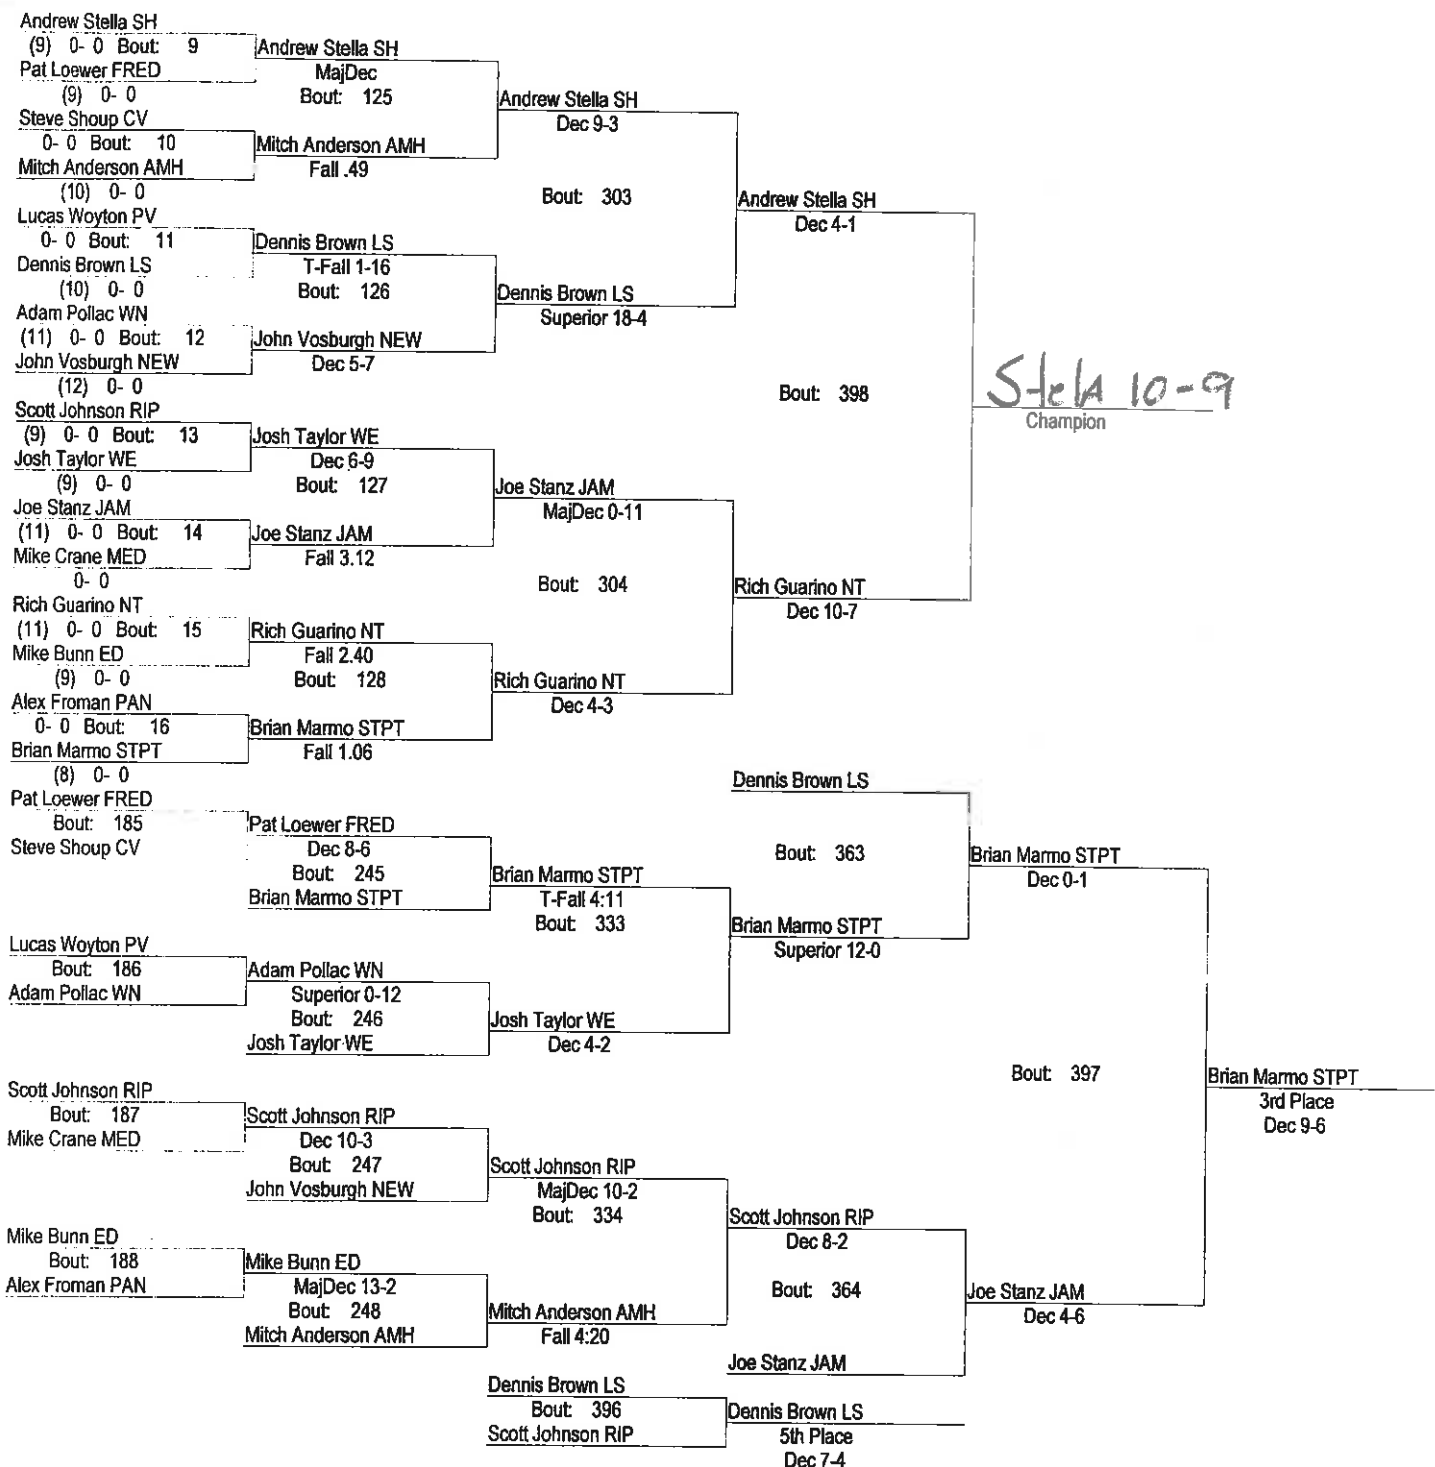 Andrew Stella SH
(9) 0- 0 Bout: 9
Pat Loewer FRED
(9) 0- 0
Steve Shoup CV
0- 0 Bout: 10
Mitch Anderson AMH
(10) 0- 0
Lucas Woyton PV
0- 0 Bout: 11
Dennis Brown LS
(10) 0- 0
Adam Pollac WN
(11) 0- 0 Bout: 12
John Vosburgh NEW
(12) 0- 0
Scott Johnson RIP
(9) 0- 0 Bout: 13
Josh Taylor WE
(9) 0- 0
Joe Stanz JAM
(11) 0- 0 Bout: 14
Mike Crane MED
0- 0
Rich Guarino NT
(11) 0- 0 Bout: 15
Mike Bunn ED
(9) 0- 0
Alex Froman PAN
0- 0 Bout: 16
Brian Marmo STPT
(8) 0- 0
Andrew Stella SH
MajDec
Bout: 125
Mitch Anderson AMH
Fall .49
Dennis Brown LS
T-Fall 1-16
Bout: 126
John Vosburgh NEW
Dec 5-7
Josh Taylor WE
Dec 6-9
Bout: 127
Joe Stanz JAM
Fall 3.12
Rich Guarino NT
Fall 2.40
Bout: 128
Brian Marmo STPT
Fall 1.06
Andrew Stella SH
Dec 9-3
Bout: 303
Dennis Brown LS
Superior 18-4
Joe Stanz JAM
MajDec 0-11
Bout: 304
Rich Guarino NT
Dec 4-3
Andrew Stella SH
Dec 4-1
Bout: 398
Rich Guarino NT
Dec 10-7
Stela 10-9
Champion
Pat Loewer FRED
Bout: 185
Steve Shoup CV
Lucas Woyton PV
Bout: 186
Adam Pollac WN
Scott Johnson RIP
Bout: 187
Mike Crane MED
Mike Bunn ED
Bout: 188
Alex Froman PAN
Pat Loewer FRED
Dec 8-6
Bout: 245
Brian Marmo STPT
Adam Pollac WN
Superior 0-12
Bout: 246
Josh Taylor WE
Scott Johnson RIP
Dec 10-3
Bout: 247
John Vosburgh NEW
Mike Bunn ED
MajDec 13-2
Bout: 248
Mitch Anderson AMH
Brian Marmo STPT
T-Fall 4:11
Bout: 333
Josh Taylor WE
Dec 4-2
Scott Johnson RIP
MajDec 10-2
Bout: 334
Mitch Anderson AMH
Fall 4:20
Dennis Brown LS
Bout: 363
Brian Marmo STPT
Superior 12-0
Scott Johnson RIP
Dec 8-2
Bout: 364
Joe Stanz JAM
Brian Marmo STPT
Dec 0-1
Bout: 397
Joe Stanz JAM
Dec 4-6
Brian Marmo STPT
3rd Place
Dec 9-6
Dennis Brown LS
Bout: 396
Scott Johnson RIP
Dennis Brown LS
5th Place
Dec 7-4